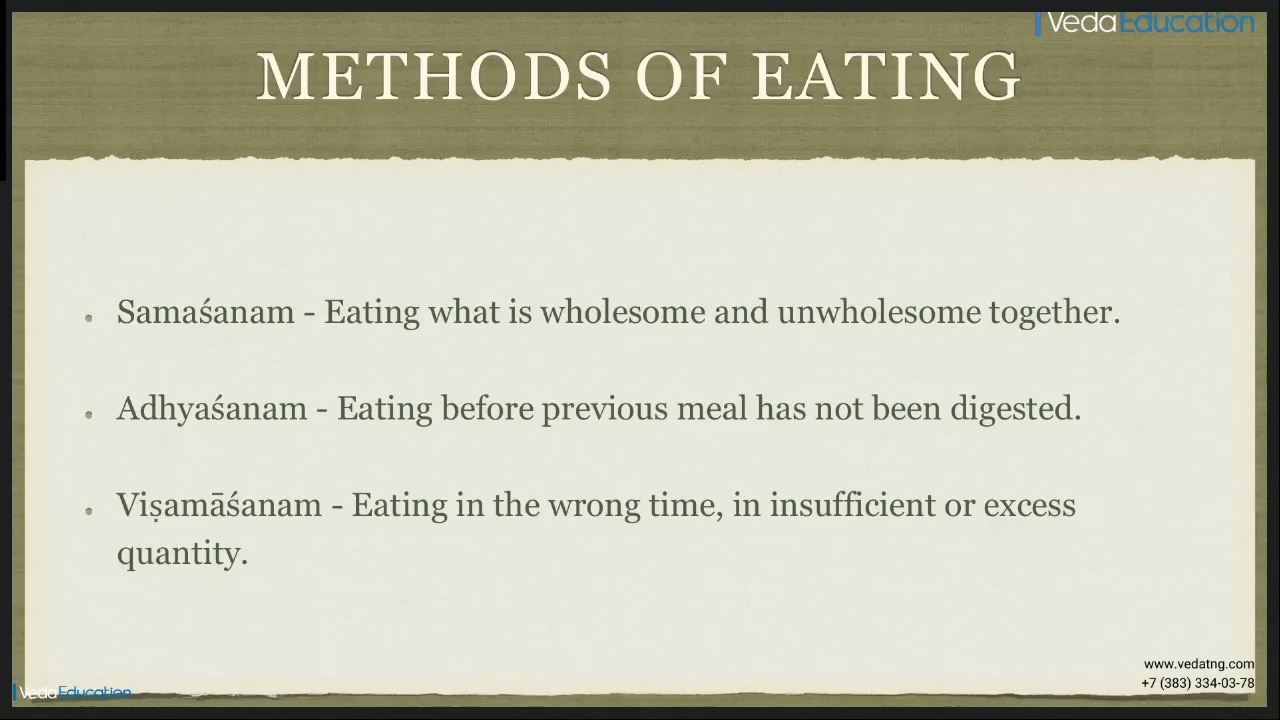 VedaEducation
METHODS OF EATING
Samaśanam - Eating what is wholesome and unwholesome together.
Adhyaśanam - Eating before previous meal has not been digested.
Viṣamāśanam - Eating in the wrong time, in insufficient or excess
quantity.
www.vedatng.com
+7 (383) 334-03-78
VedaEducation